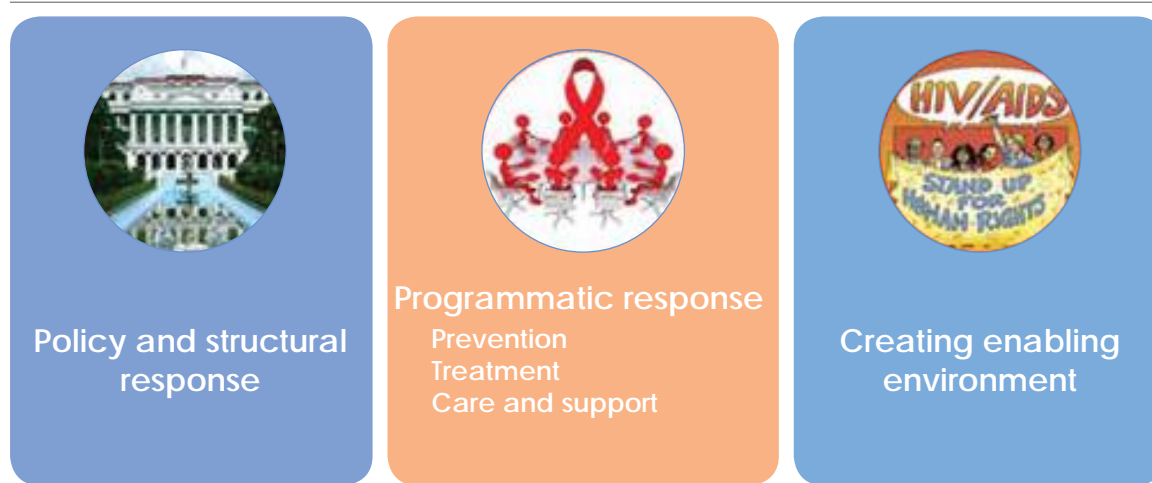 Policy and structural
response
Programmatic response
Prevention
Treatment
Care and support
HIV/AIDS
STAND UP
FOR
HUMAN RIGHTS
Creating enabling
environment